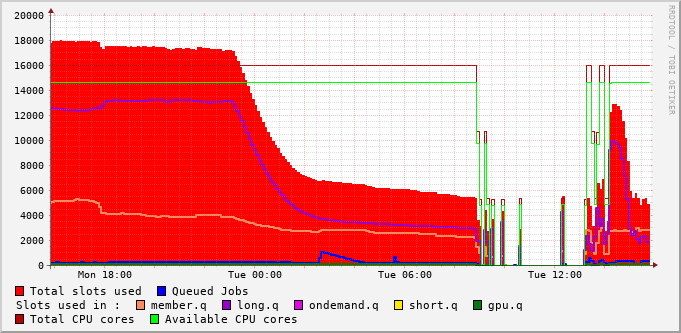 20000
18000
16000
14000
12000
10000
8000
6000
4000
2000
0
Mon 18:00 Tue 00:00 Tue 06:00 Tue 12:00
RRDTOOL / TOBI OETIKER
Total slots used Queued Jobs
Slots used in : member.q long.q ondemand.q short.q gpu.q
Total CPU cores Available CPU cores